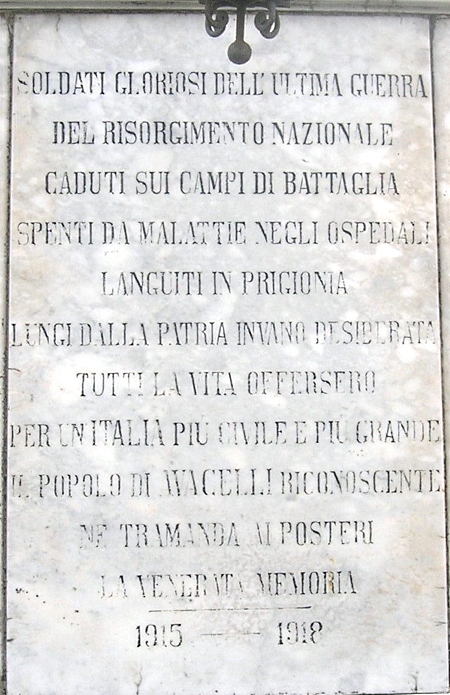 SOLDATI GLORIOSI DELL'ULTIMA GUERRA
DEL RISORGIMENTO NAZIONALE
CADUTI SUI CAMPI DI BATTAGLIA
SPENTI DA MALATTIE NEGLI OSPEDALI
LANGUITI IN PRIGIONIA
LUNGI DALLA PATRIA INVANO DESIDERATA
TUTTI LA VITA OFFERSERO
PER UN'ITALIA PIU CIVILE E PIU GRANDE
IL POPOLO DI AVACELLI RICONOSCENTE
NE TRAMANDA AI POSTERI
LA VENERATA MEMORIA
1915 — 1918